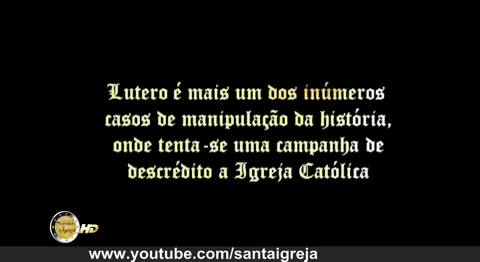 Lutero é mais um dos inúmeros
casos de manipulação da história,
onde tenta-se uma campanha de
descrédito a Igreja Católica
HD
www.youtube.com/santaigreja